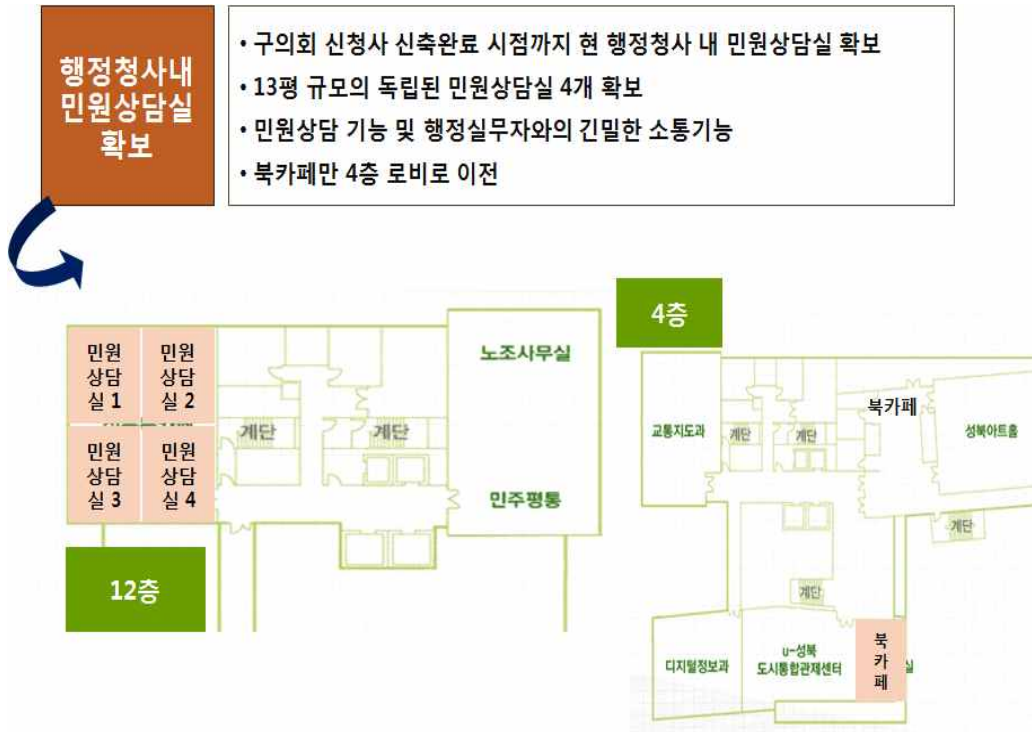 행정청사내
민원상담실
확보
• 구의회 신청사 신축완료 시점까지 현 행정청사 내 민원상담실 확보
• 13평 규모의 독립된 민원상담실 4개 확보
• 민원상담 기능 및 행정실무자와의 긴밀한 소통기능
• 북카페만 4층 로비로 이전
민원
상담
실 1
민원
상담
실 2
민원
상담
실 3
민원
상담
실 4
계단
계단
노조사무실
민주평통
12층
4층
교통지도과
계단
계단
북카페
성북아트홀
계단
계단
디지털정보과
u-성북
도시통합관제센터
북
카
페
실